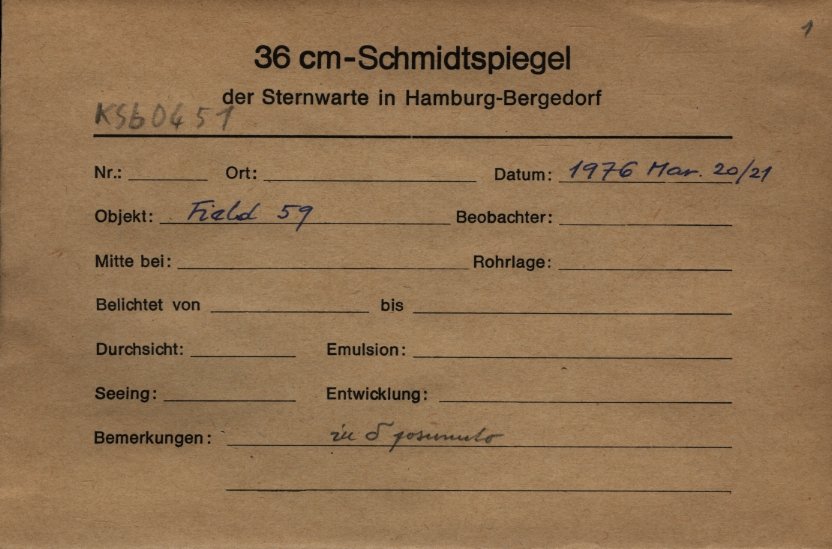 1
36 cm-Schmidtspiegel
der Sternwarte in Hamburg-Bergedorf
KSb0451
Nr.: Ort: Datum: 1976 Mar. 20/21
Objekt: Field 59 Beobachter:
Mitte bei: Rohrlage:
Belichtet von bis
Durchsicht: Emulsion:
Seeing: Entwicklung:
Bemerkungen: in δ